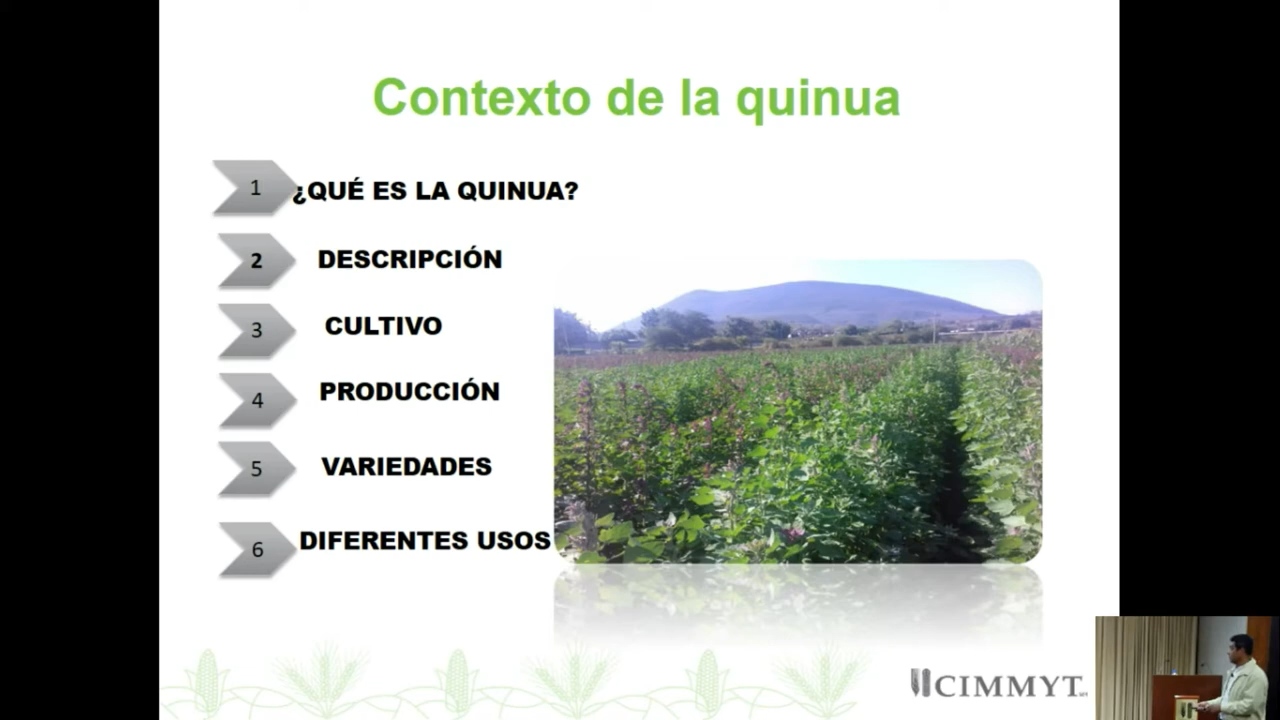 Contexto de la quinua
1
¿QUÉ ES LA QUINUA?
2
DESCRIPCIÓN
3
CULTIVO
4
PRODUCCIÓN
5
VARIEDADES
6
DIFERENTES USOS
CIMMYT